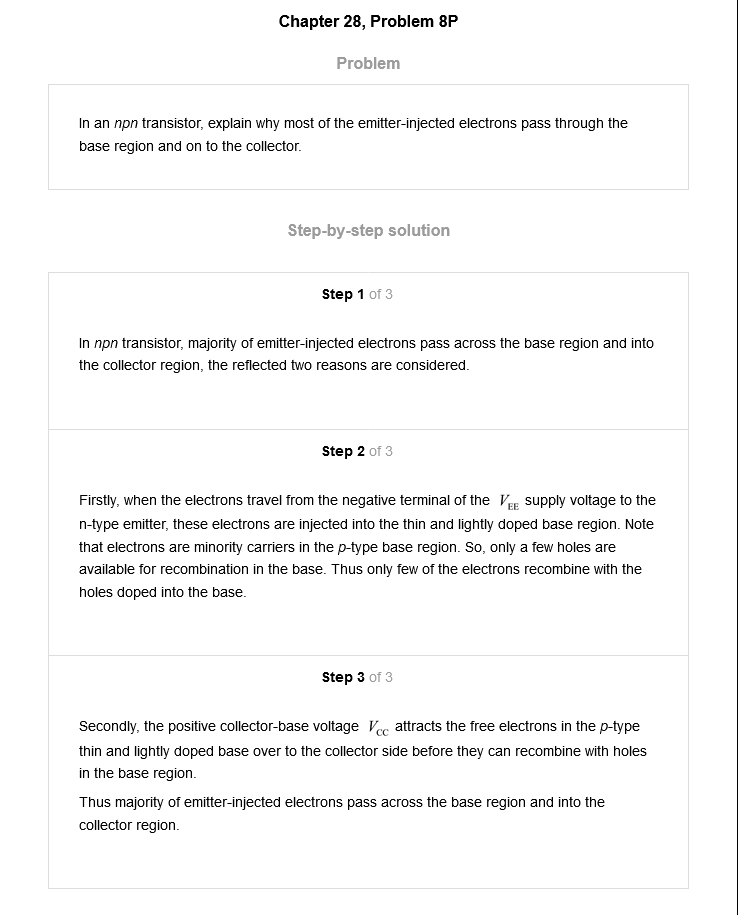 Chapter 28, Problem 8P
Problem
In an npn transistor, explain why most of the emitter-injected electrons pass through the
base region and on to the collector.
Step-by-step solution
Step 1 of 3
In npn transistor, majority of emitter-injected electrons pass across the base region and into
the collector region, the reflected two reasons are considered.
Step 2 of 3
Firstly, when the electrons travel from the negative terminal of the V_EE supply voltage to the
n-type emitter, these electrons are injected into the thin and lightly doped base region. Note
that electrons are minority carriers in the p-type base region. So, only a few holes are
available for recombination in the base. Thus only few of the electrons recombine with the
holes doped into the base.
Step 3 of 3
Secondly, the positive collector-base voltage V_CC attracts the free electrons in the p-type
thin and lightly doped base over to the collector side before they can recombine with holes
in the base region.
Thus majority of emitter-injected electrons pass across the base region and into the
collector region.